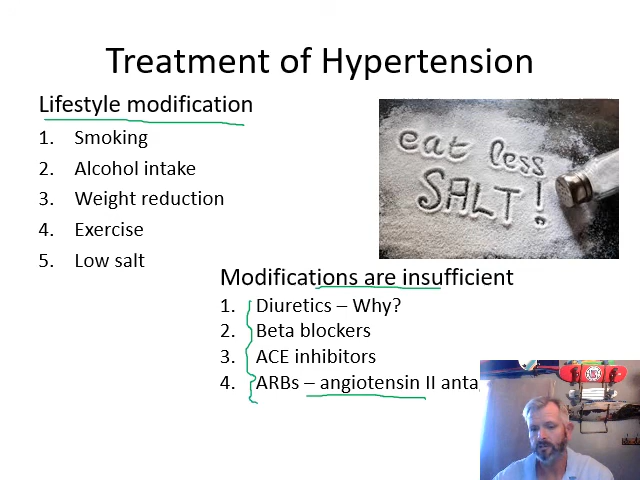 Treatment of Hypertension
Lifestyle modification
1. Smoking
2. Alcohol intake
3. Weight reduction
4. Exercise
5. Low salt
eat less
SALT!
Modifications are insufficient
1. Diuretics – Why?
2. Beta blockers
3. ACE inhibitors
4. ARBs – angiotensin II anta